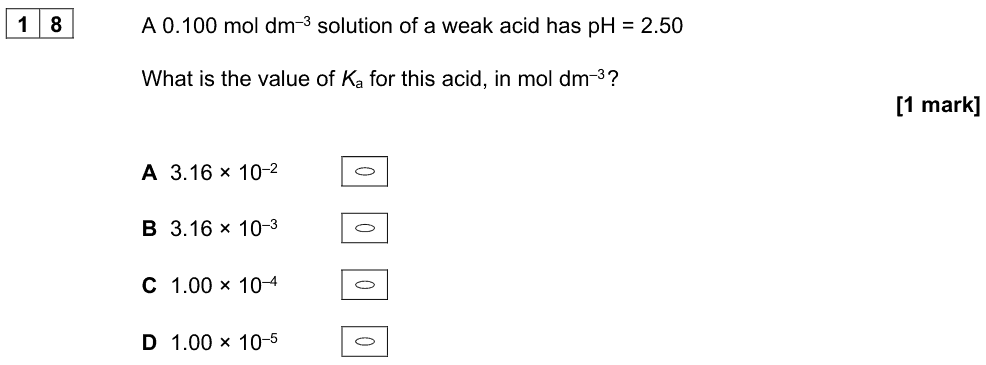 1 8 A 0.100 mol dm⁻³ solution of a weak acid has pH = 2.50
What is the value of Kₐ for this acid, in mol dm⁻³?
[1 mark]
A 3.16 × 10⁻²
B 3.16 × 10⁻³
C 1.00 × 10⁻⁴
D 1.00 × 10⁻⁵